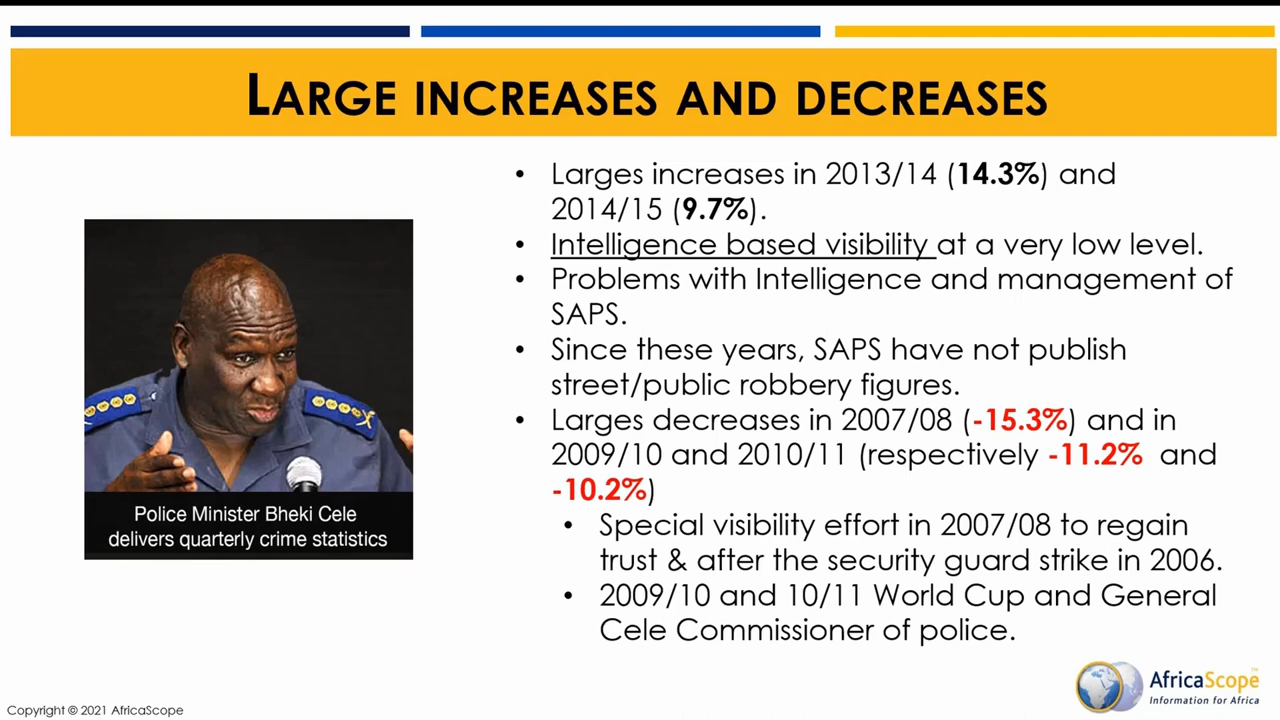 LARGE INCREASES AND DECREASES
• Larges increases in 2013/14 (14.3%) and
2014/15 (9.7%).
• Intelligence based visibility at a very low level.
• Problems with Intelligence and management of
SAPS.
• Since these years, SAPS have not publish
street/public robbery figures.
• Larges decreases in 2007/08 (-15.3%) and in
2009/10 and 2010/11 (respectively -11.2% and
-10.2%)
• Special visibility effort in 2007/08 to regain
trust & after the security guard strike in 2006.
• 2009/10 and 10/11 World Cup and General
Cele Commissioner of police.
Police Minister Bheki Cele
delivers quarterly crime statistics
Copyright © 2021 AfricaScope
AfricaScope™
Information for Africa